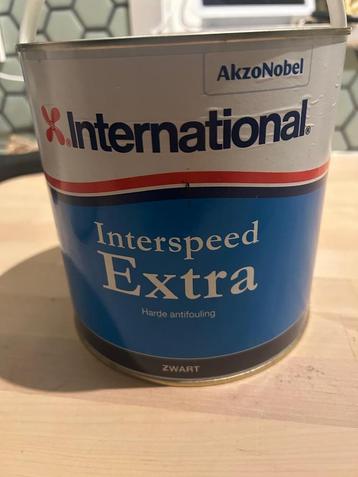 AkzoNobel
International®
Interspeed
Extra
Harde antifouling
ZWART